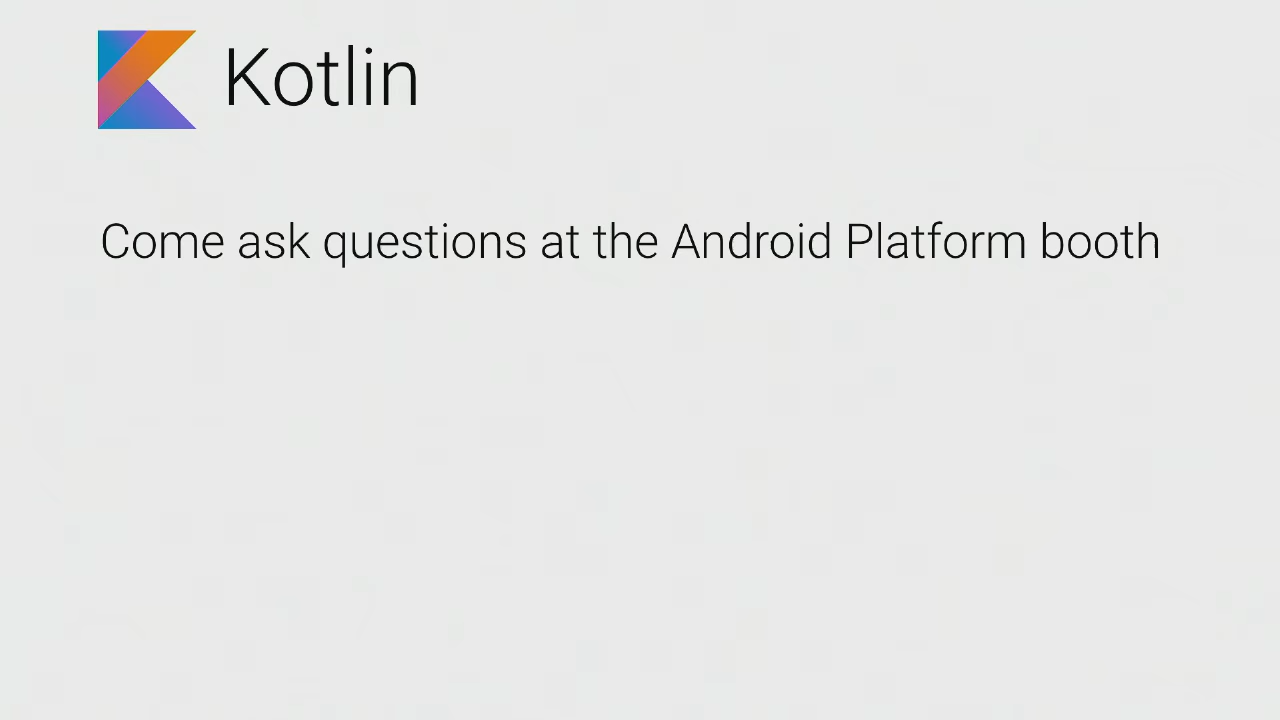 Kotlin
Come ask questions at the Android Platform booth